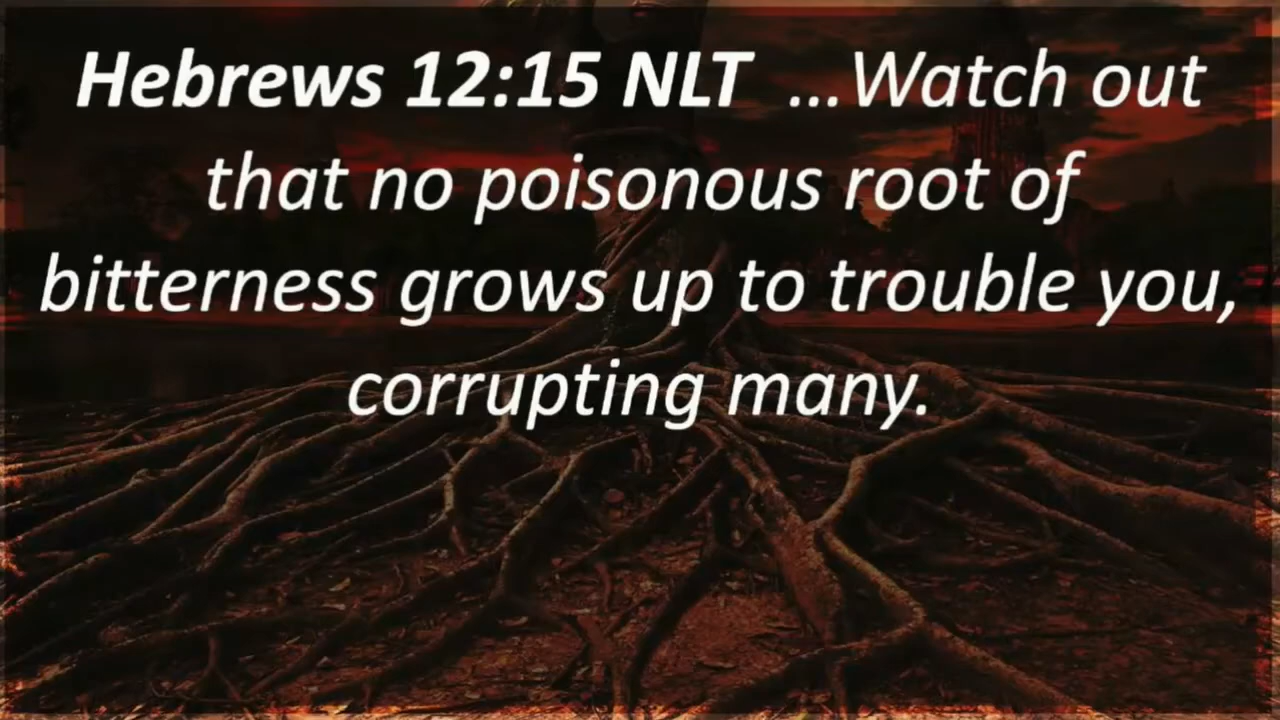 Hebrews 12:15 NLT ...Watch out
that no poisonous root of
bitterness grows up to trouble you,
corrupting many.